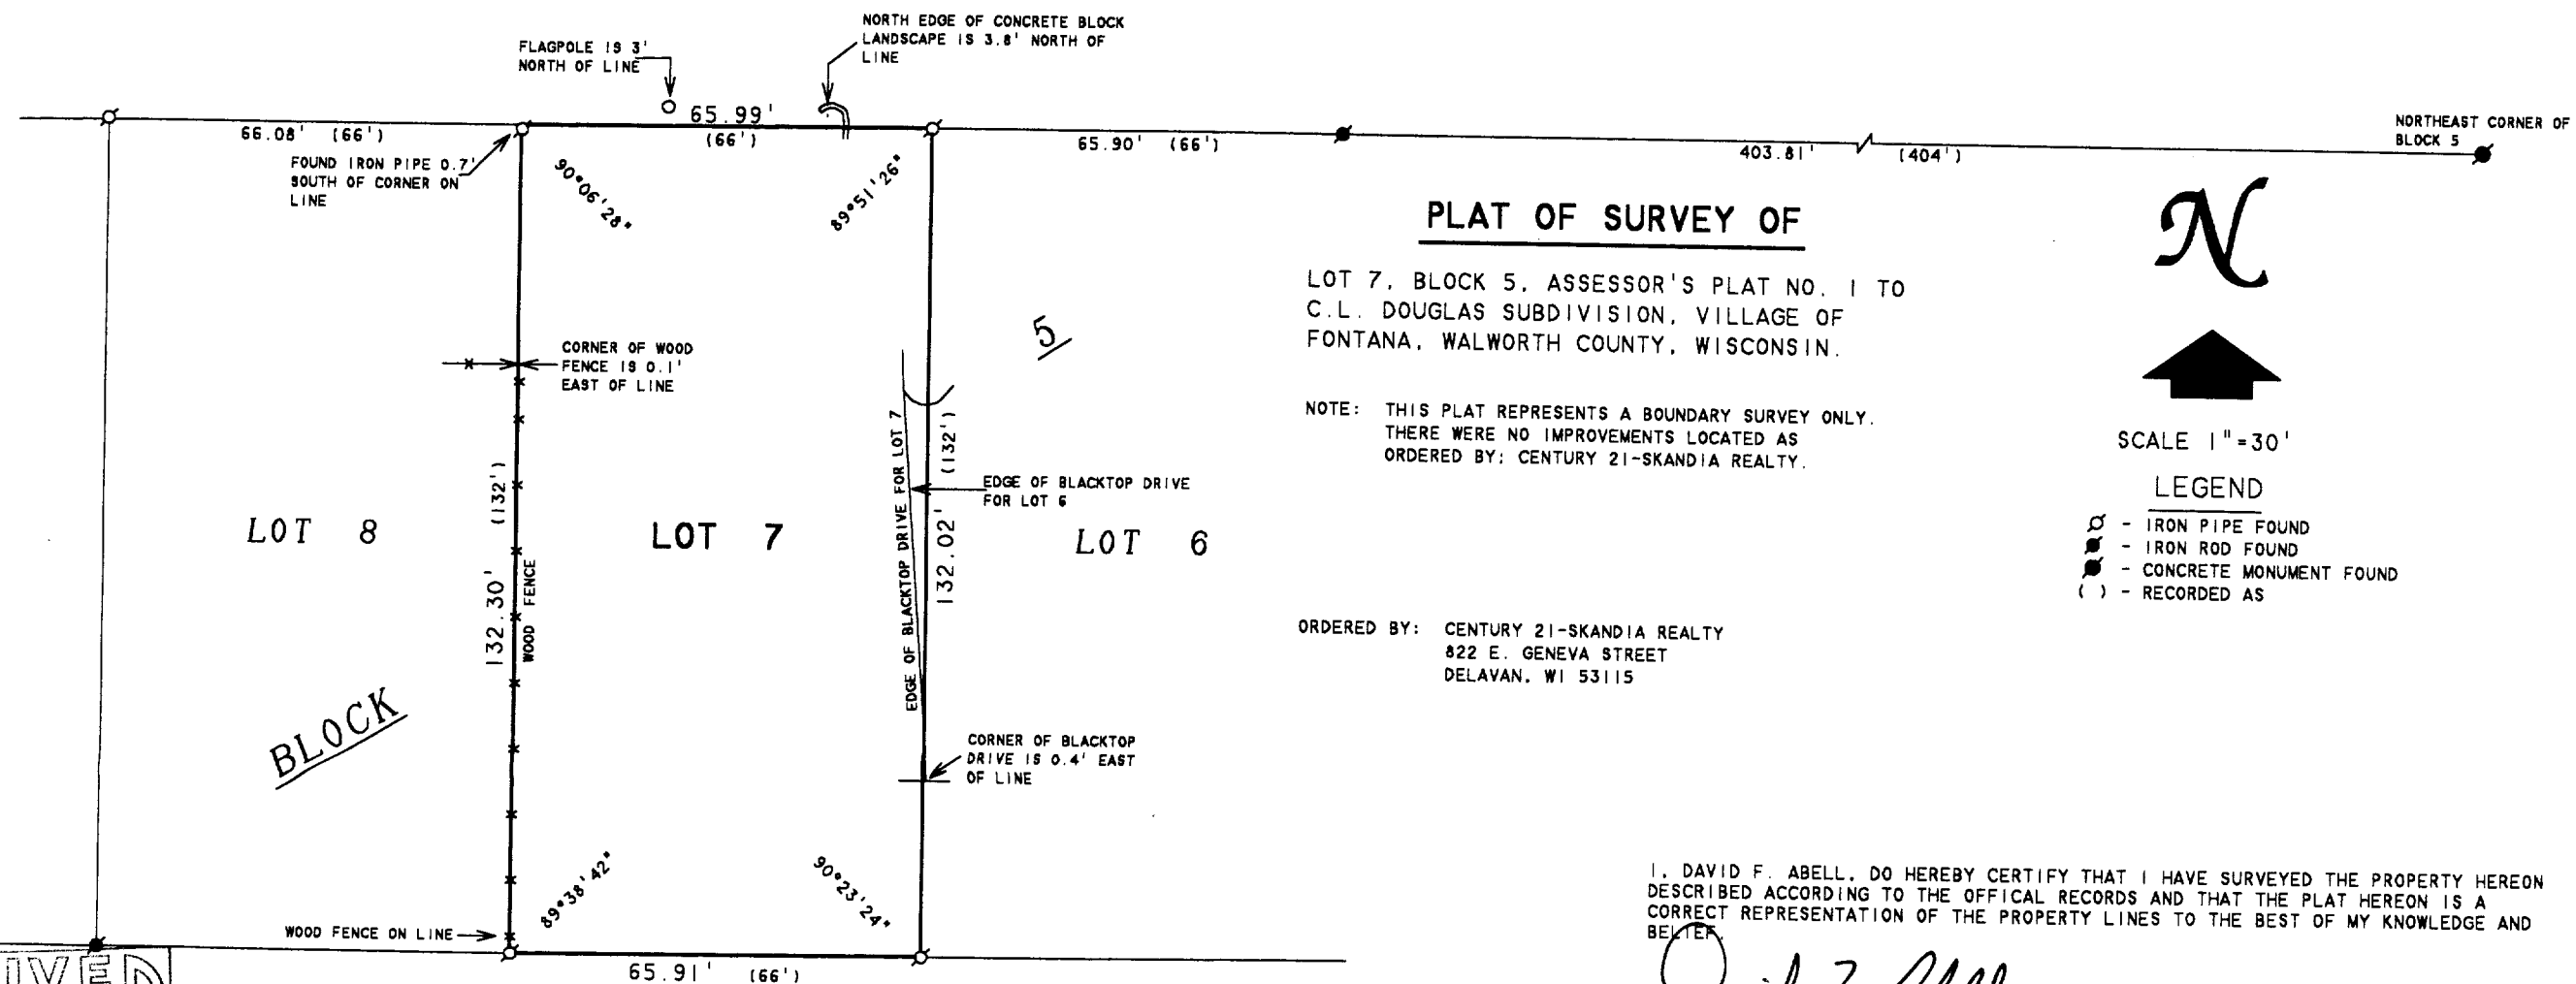 NORTH EDGE OF CONCRETE BLOCK
LANDSCAPE IS 3.8' NORTH OF
LINE
FLAGPOLE IS 3'
NORTH OF LINE
65.99'
(66')
66.08' (66')
65.90' (66')
403.81' (404')
NORTHEAST CORNER OF
BLOCK 5
FOUND IRON PIPE 0.7'
SOUTH OF CORNER ON
LINE
90°06'28"
89°51'26"
PLAT OF SURVEY OF
N
LOT 7, BLOCK 5, ASSESSOR'S PLAT NO. 1 TO
C.L. DOUGLAS SUBDIVISION, VILLAGE OF
FONTANA, WALWORTH COUNTY, WISCONSIN.
5
CORNER OF WOOD
FENCE IS 0.1'
EAST OF LINE
NOTE: THIS PLAT REPRESENTS A BOUNDARY SURVEY ONLY.
THERE WERE NO IMPROVEMENTS LOCATED AS
ORDERED BY: CENTURY 21-SKANDIA REALTY.
SCALE 1"=30'
LEGEND
- IRON PIPE FOUND
- IRON ROD FOUND
- CONCRETE MONUMENT FOUND
( ) - RECORDED AS
EDGE OF BLACKTOP DRIVE
FOR LOT 6
EDGE OF BLACKTOP DRIVE FOR LOT 7
132.02' (132')
132.30' (132')
WOOD FENCE
LOT 8
LOT 7
LOT 6
ORDERED BY: CENTURY 21-SKANDIA REALTY
822 E. GENEVA STREET
DELAVAN, WI 53115
BLOCK
CORNER OF BLACKTOP
DRIVE IS 0.4' EAST
OF LINE
89°38'42"
90°23'24"
WOOD FENCE ON LINE
65.91' (66')
I, DAVID F. ABELL, DO HEREBY CERTIFY THAT I HAVE SURVEYED THE PROPERTY HEREON
DESCRIBED ACCORDING TO THE OFFICAL RECORDS AND THAT THE PLAT HEREON IS A
CORRECT REPRESENTATION OF THE PROPERTY LINES TO THE BEST OF MY KNOWLEDGE AND
BELIEF.